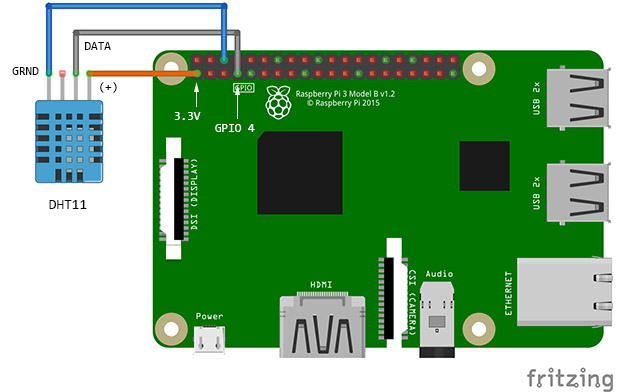 DATA
GRND
(+)
GPIO
3.3V
GPIO 4
Raspberry Pi 3 Model B v1.2
© Raspberry Pi 2015
USB 2x
DSI (DISPLAY)
USB 2x
DHT11
HDMI
CSI (CAMERA)
Audio
ETHERNET
Power
fritzing